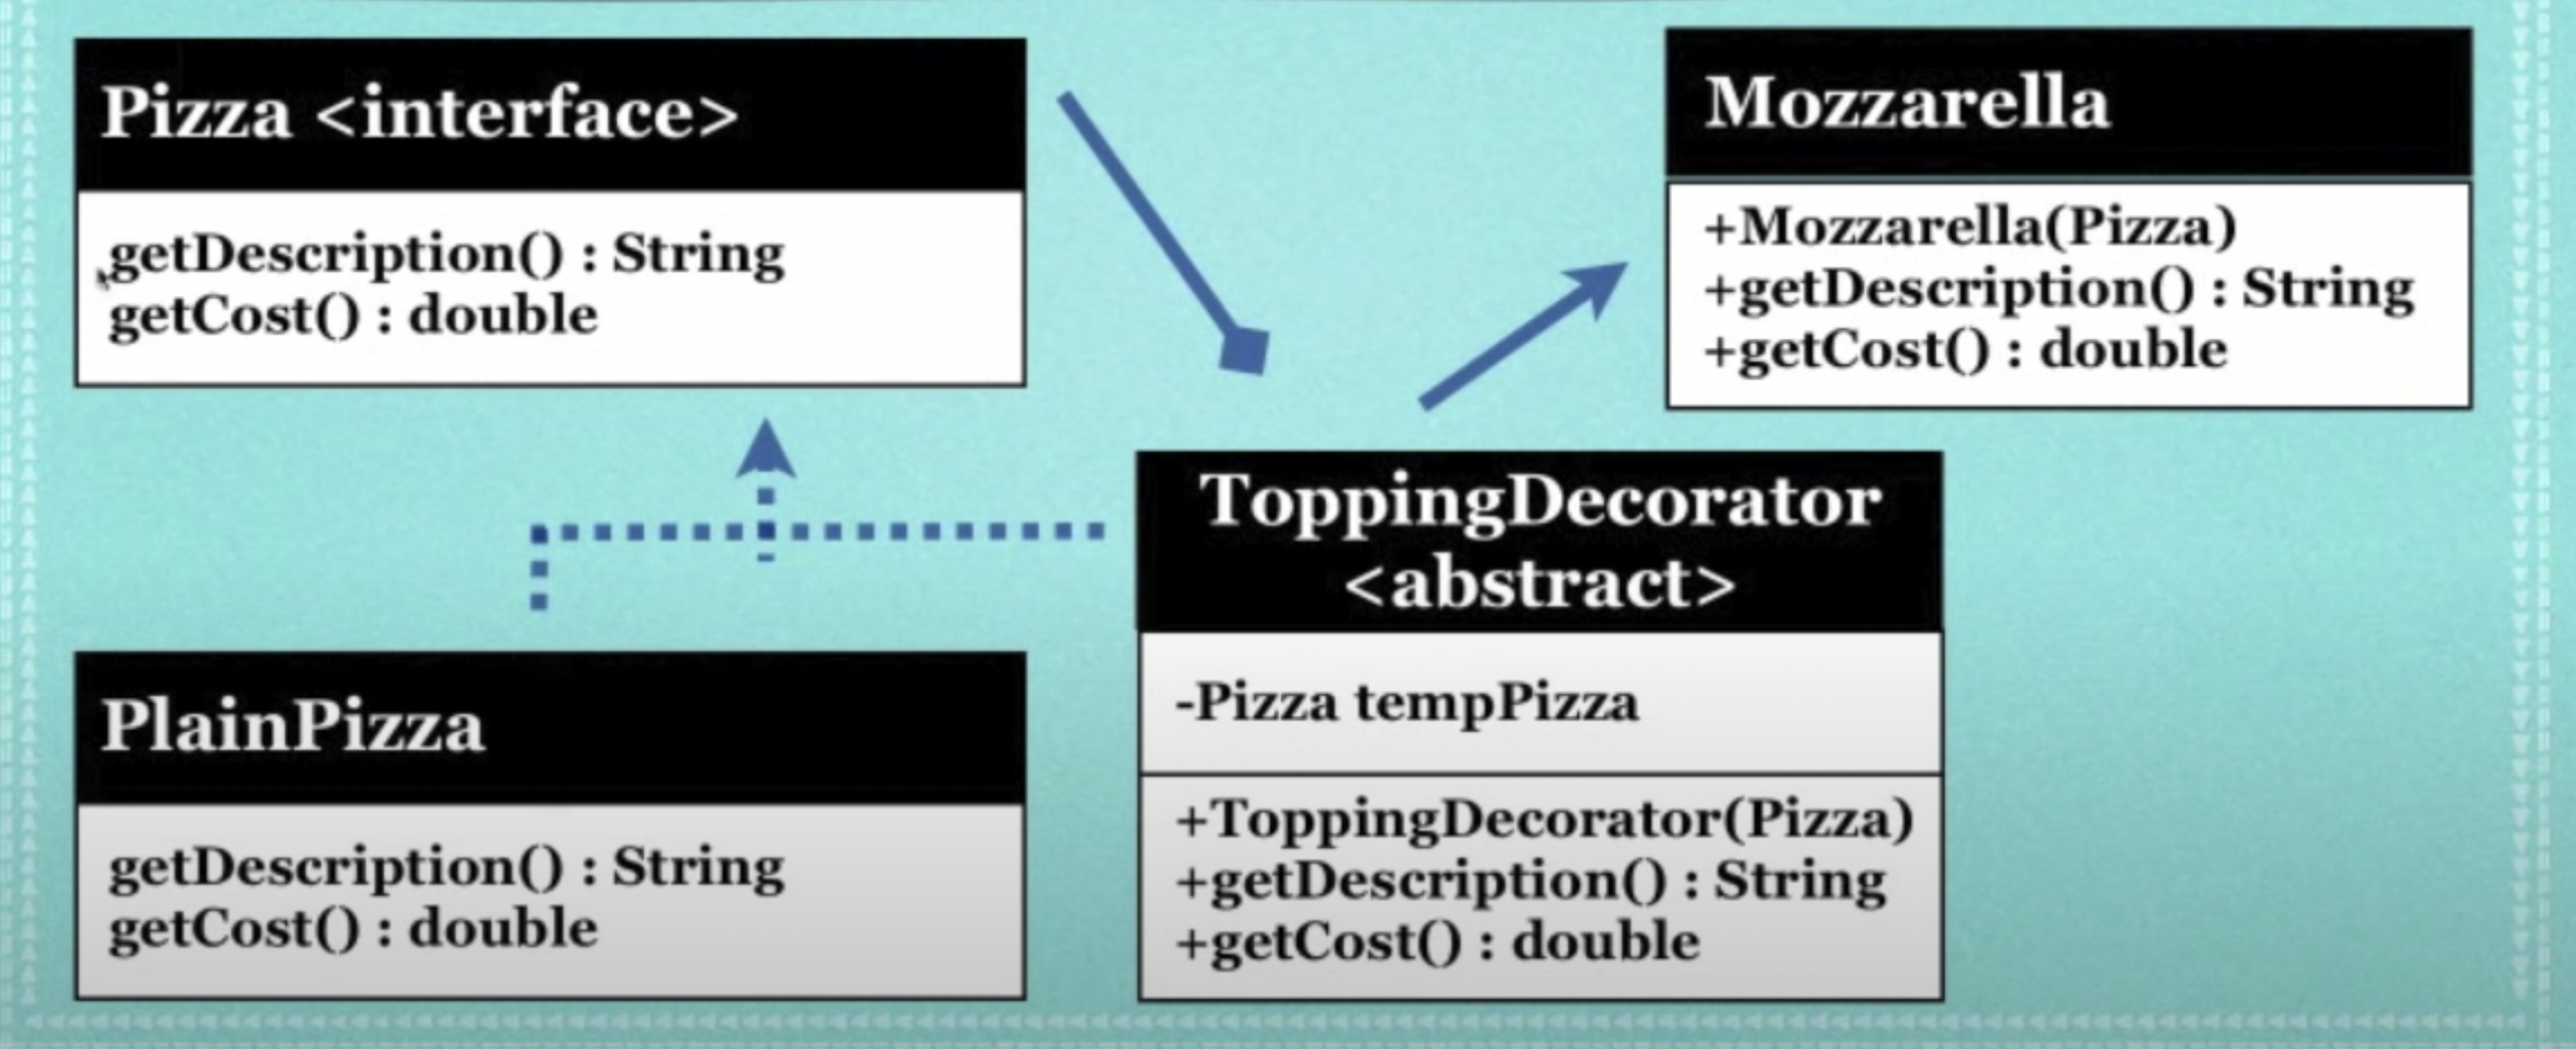 Pizza <interface>
getDescription() : String
getCost() : double
Mozzarella
+Mozzarella(Pizza)
+getDescription() : String
+getCost() : double
PlainPizza
getDescription() : String
getCost() : double
ToppingDecorator
<abstract>
-Pizza tempPizza
+ToppingDecorator(Pizza)
+getDescription() : String
+getCost() : double